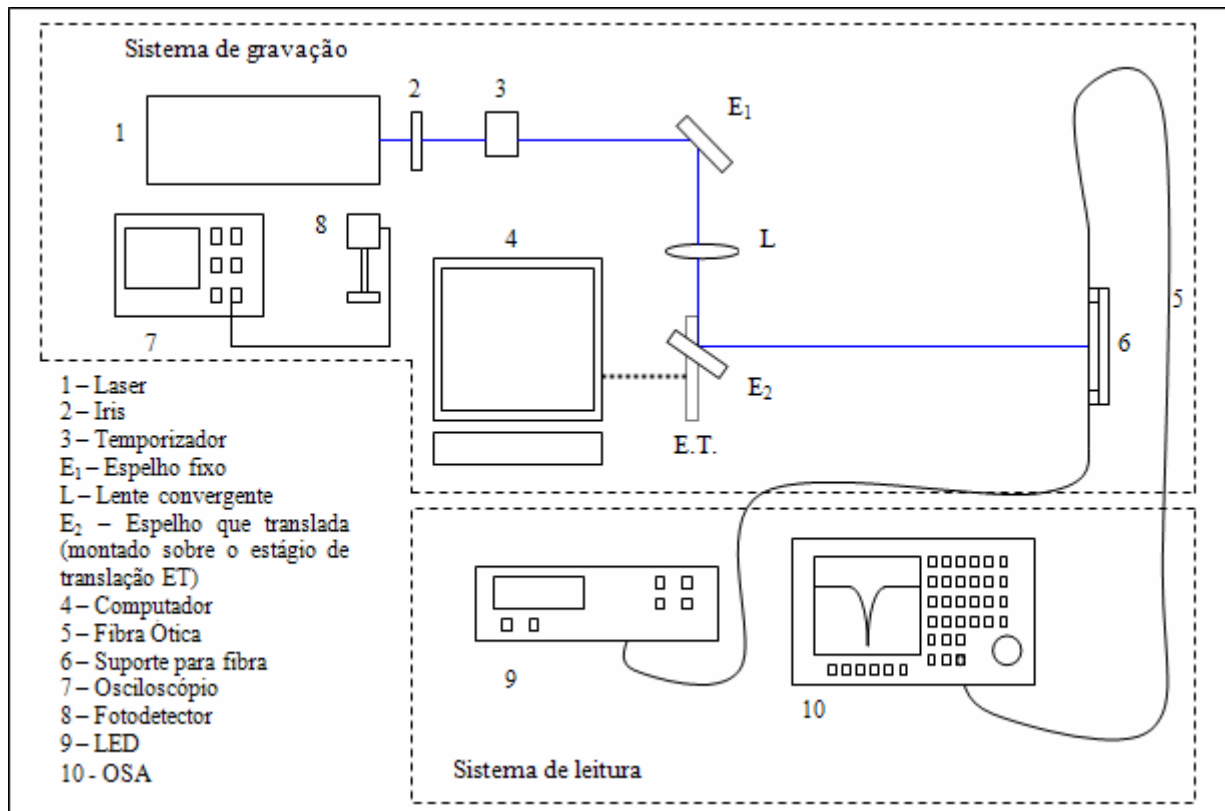 Sistema de gravação
1
2
3
E1
8
4
L
7
5
6
E2
E.T.
1 – Laser
2 – Iris
3 – Temporizador
E1 – Espelho fixo
L – Lente convergente
E2 – Espelho que translada
(montado sobre o estágio de
translação ET)
4 – Computador
5 – Fibra Ótica
6 – Suporte para fibra
7 – Osciloscópio
8 – Fotodetector
9 – LED
10 - OSA
9
10
Sistema de leitura